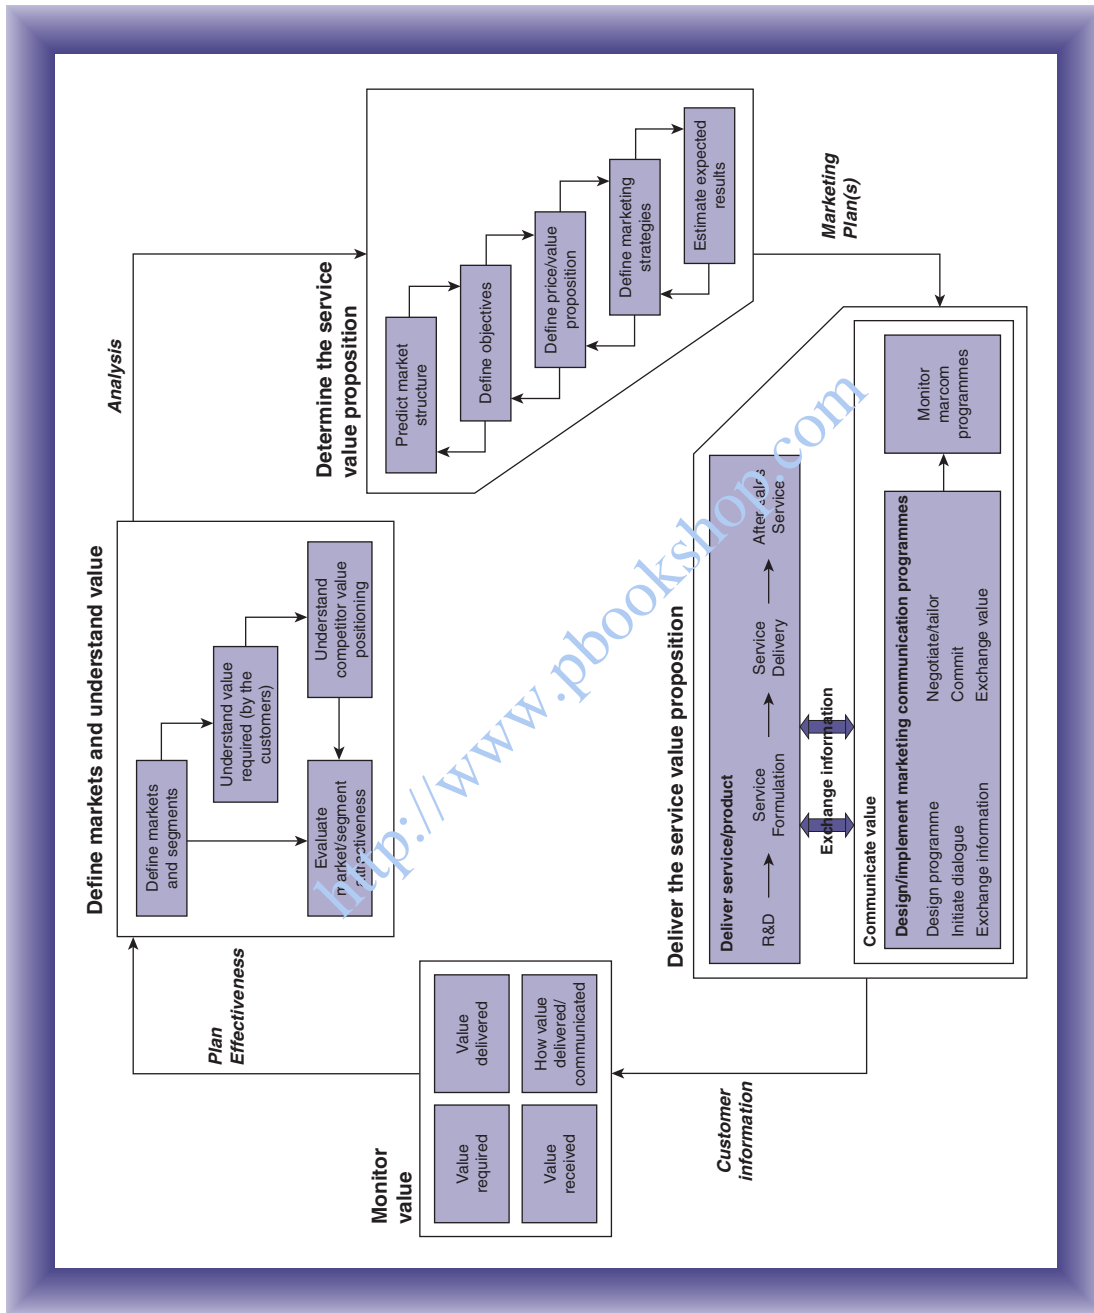 Define markets and understand value
Define markets
and segments
Understand value
required (by the
customers)
Understand
competitor value
positioning
Evaluate
market/segment
attractiveness
Analysis
Determine the service
value proposition
Predict market
structure
Define objectives
Define price/value
proposition
Define marketing
strategies
Estimate expected
results
Marketing
Plan(s)
Deliver the service value proposition
Deliver service/product
R&D
Service
Formulation
Service
Delivery
After Sales
Service
Exchange information
Communicate value
Design/implement marketing communication programmes
Design programme
Initiate dialogue
Exchange information
Negotiate/tailor
Commit
Exchange value
Monitor
marcom
programmes
Customer
information
Monitor
value
Value
required
Value
delivered
Value
received
How value
delivered/
communicated
Plan
Effectiveness
http://www.pbookshop.com